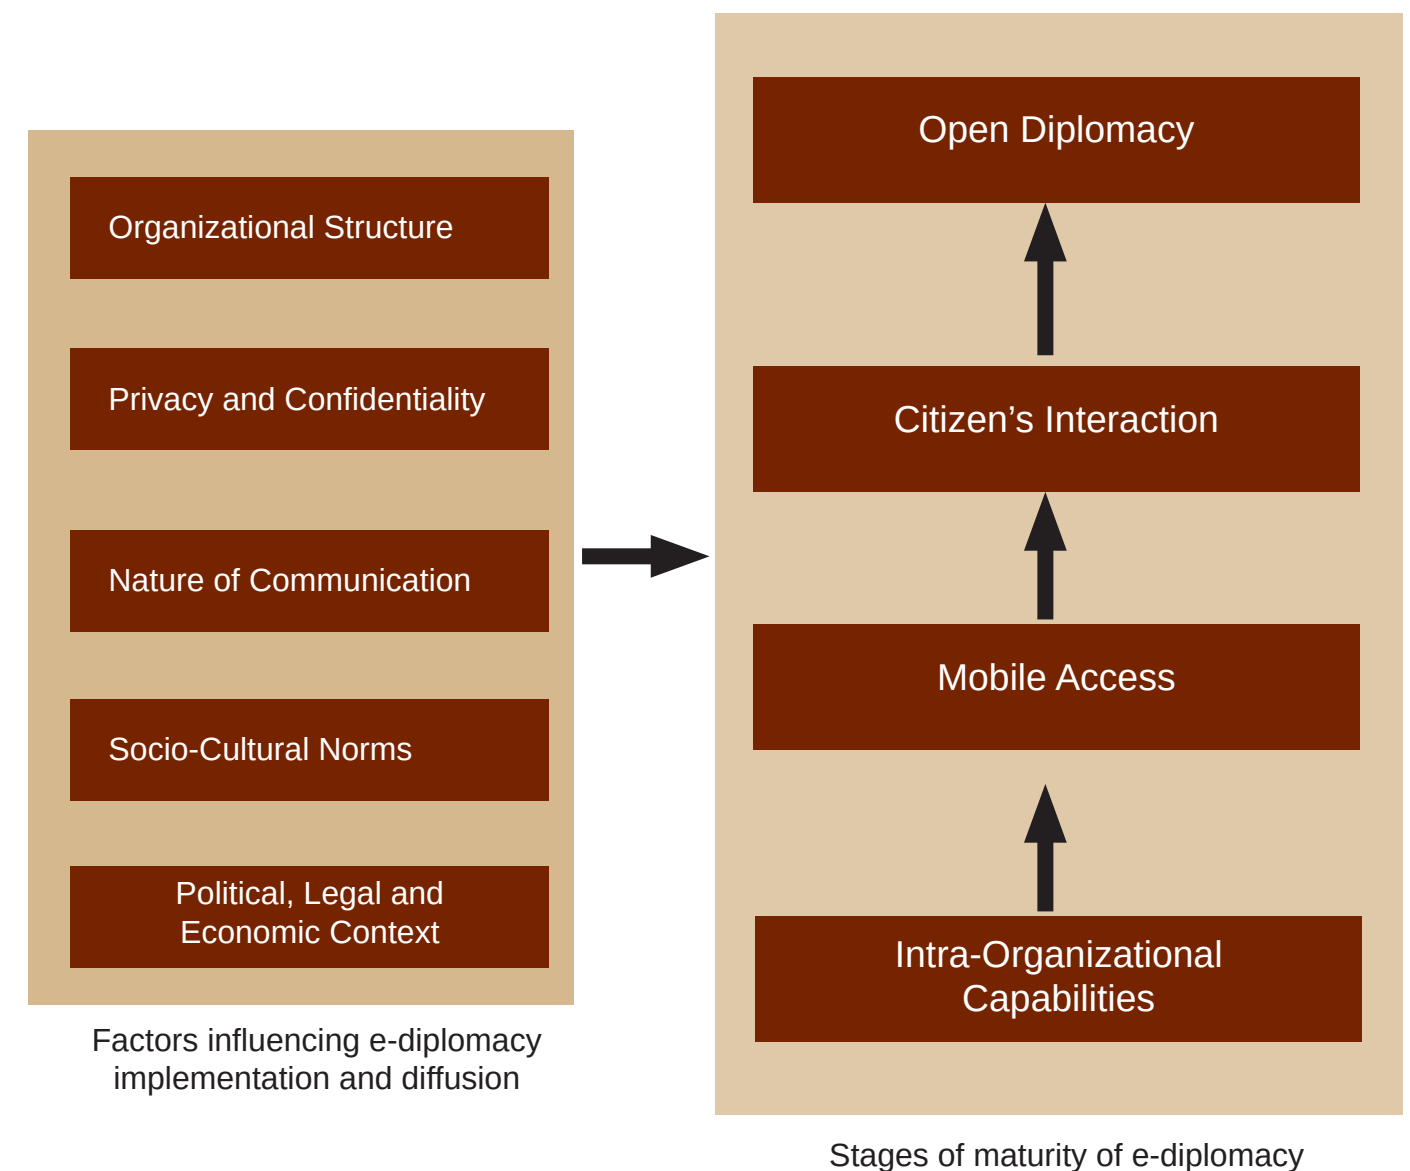 Organizational Structure
Privacy and Confidentiality
Nature of Communication
Socio-Cultural Norms
Political, Legal and
Economic Context
Factors influencing e-diplomacy
implementation and diffusion
Open Diplomacy
Citizen’s Interaction
Mobile Access
Intra-Organizational
Capabilities
Stages of maturity of e-diplomacy